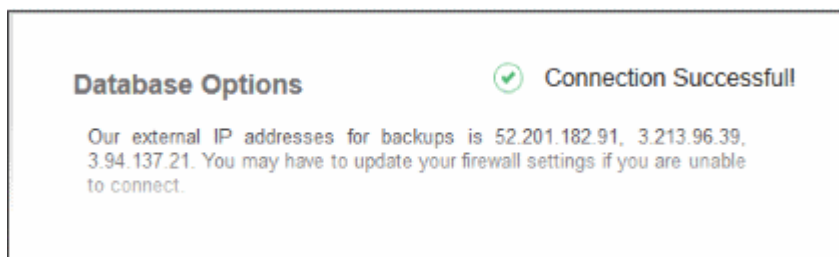 Database Options
Connection Successful!
Our external IP addresses for backups is 52.201.182.91, 3.213.96.39,
3.94.137.21. You may have to update your firewall settings if you are unable
to connect.